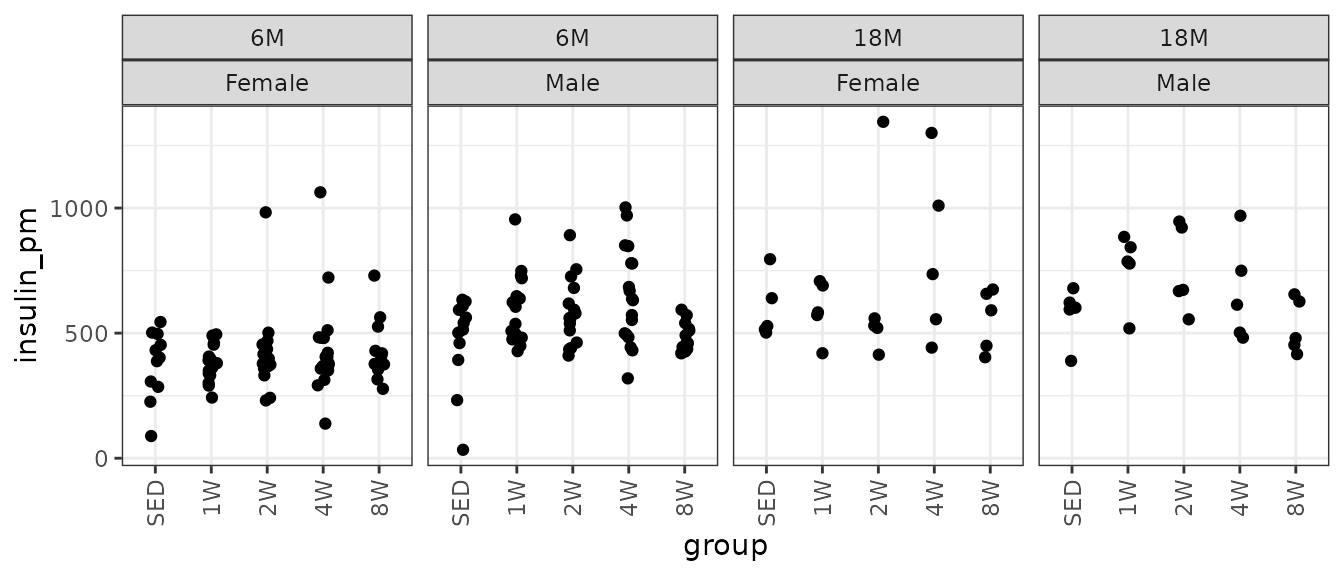 6M 6M 18M 18M
Female Male Female Male
insulin_pm
1000
500
0
SED 1W 2W 4W 8W SED 1W 2W 4W 8W SED 1W 2W 4W 8W SED 1W 2W 4W 8W
group